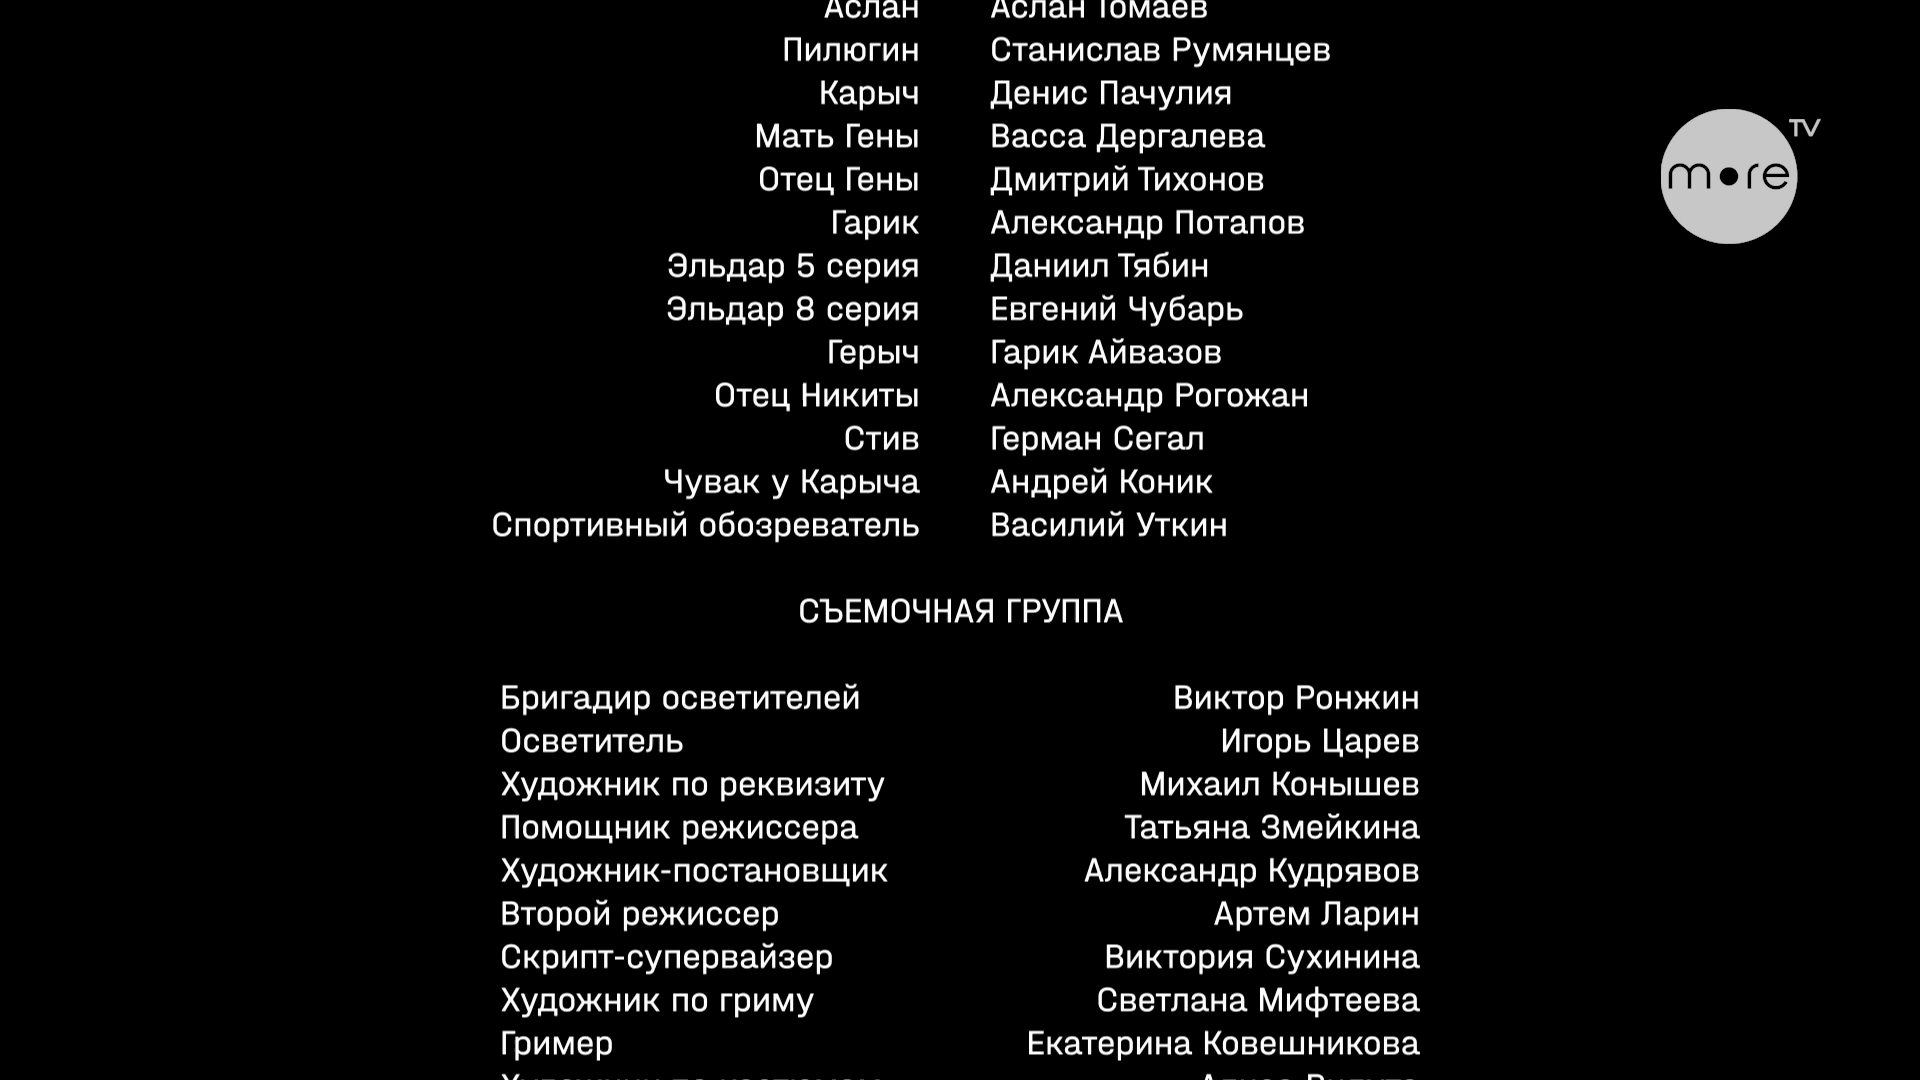 Аслан Аслан Томаев
Пилюгин Станислав Румянцев
Карыч Денис Пачулия
Мать Гены Васса Дергалева
Отец Гены Дмитрий Тихонов
Гарик Александр Потапов
Эльдар 5 серия Даниил Тябин
Эльдар 8 серия Евгений Чубарь
Герыч Гарик Айвазов
Отец Никиты Александр Рогожан
Стив Герман Сегал
Чувак у Карыча Андрей Коник
Спортивный обозреватель Василий Уткин
more TV
СЪЕМОЧНАЯ ГРУППА
Бригадир осветителей Виктор Ронжин
Осветитель Игорь Царев
Художник по реквизиту Михаил Конышев
Помощник режиссера Татьяна Змейкина
Художник-постановщик Александр Кудрявов
Второй режиссер Артем Ларин
Скрипт-супервайзер Виктория Сухинина
Художник по гриму Светлана Мифтеева
Гример Екатерина Ковешникова